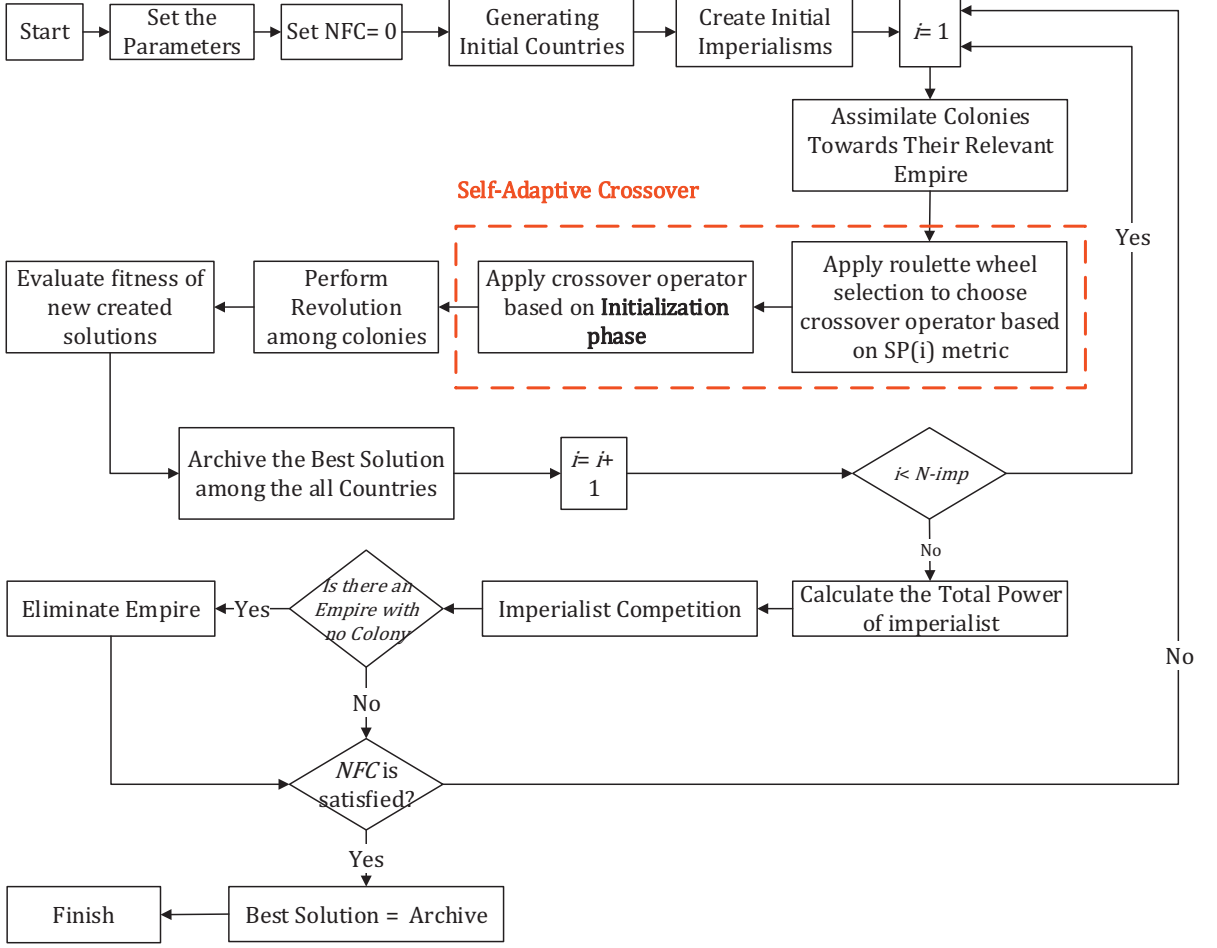 Start
Set the
Parameters
Set NFC= 0
Generating
Initial Countries
Create Initial
Imperialisms
i= 1
Assimilate Colonies
Towards Their Relevant
Empire
Self-Adaptive Crossover
Yes
Evaluate fitness of
new created
solutions
Perform
Revolution
among colonies
Apply crossover operator
based on Initialization
phase
Apply roulette wheel
selection to choose
crossover operator based
on SP(i) metric
Archive the Best Solution
among the all Countries
i= i+
1
i< N-imp
No
Eliminate Empire
Yes
Is there an
Empire with
no Colony
Imperialist Competition
Calculate the Total Power
of imperialist
No
No
NFC is
satisfied?
Yes
Finish
Best Solution = Archive